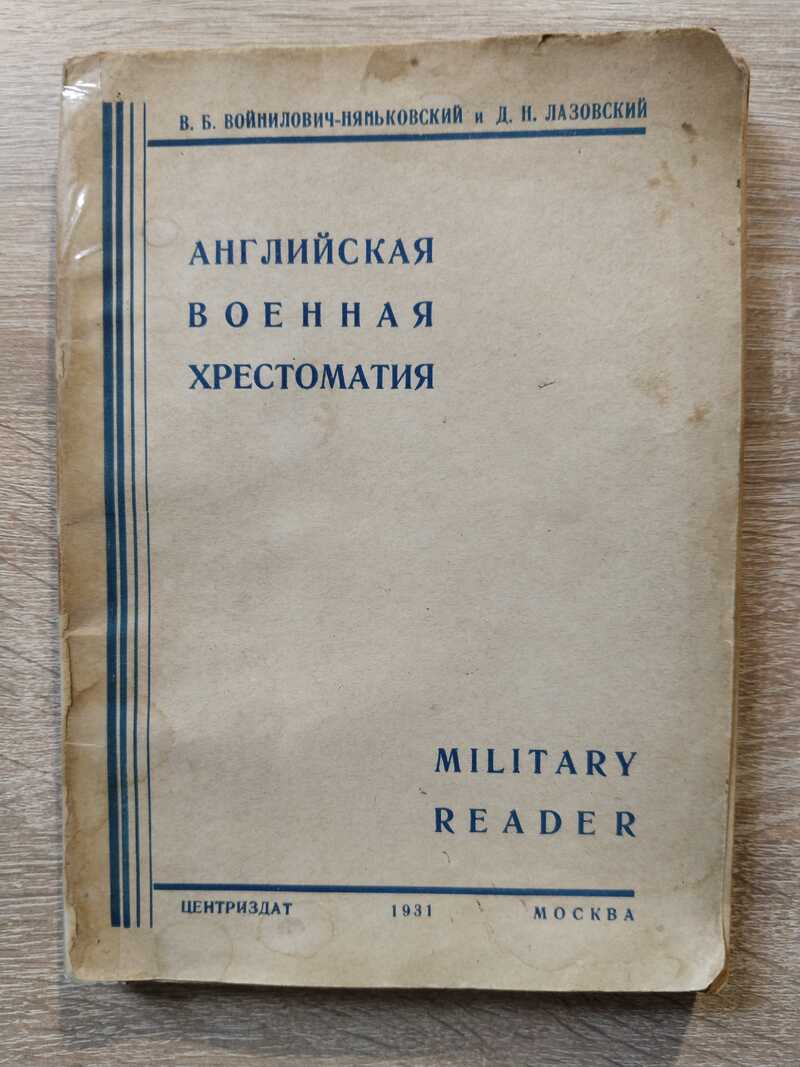 В. Б. ВОЙНИЛОВИЧ-НЯНЬКОВСКИЙ и Д. Н. ЛАЗОВСКИЙ
АНГЛИЙСКАЯ
ВОЕННАЯ
ХРЕСТОМАТИЯ
MILITARY
READER
ЦЕНТРИЗДАТ 1931 МОСКВА